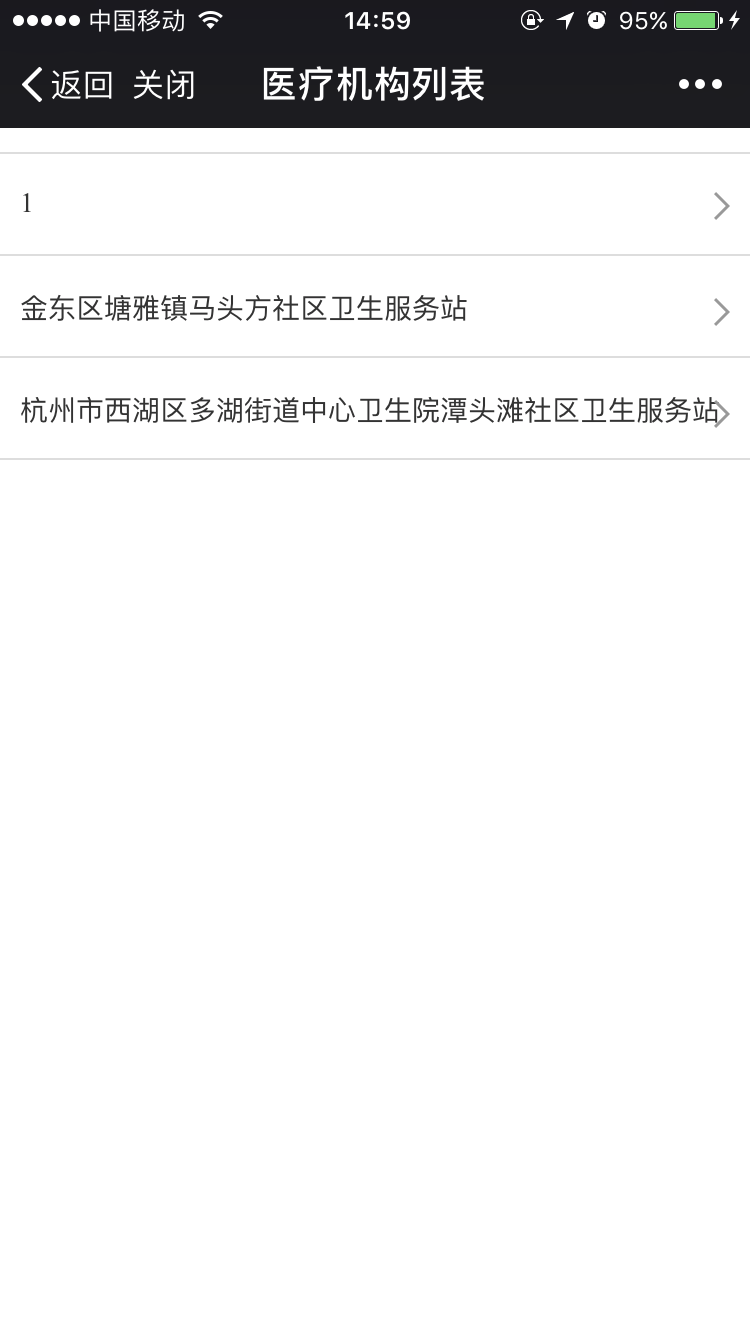 中国移动 14:59 95%
返回 关闭 医疗机构列表
1
金东区塘雅镇马头方社区卫生服务站
杭州市西湖区多湖街道中心卫生院潭头滩社区卫生服务站